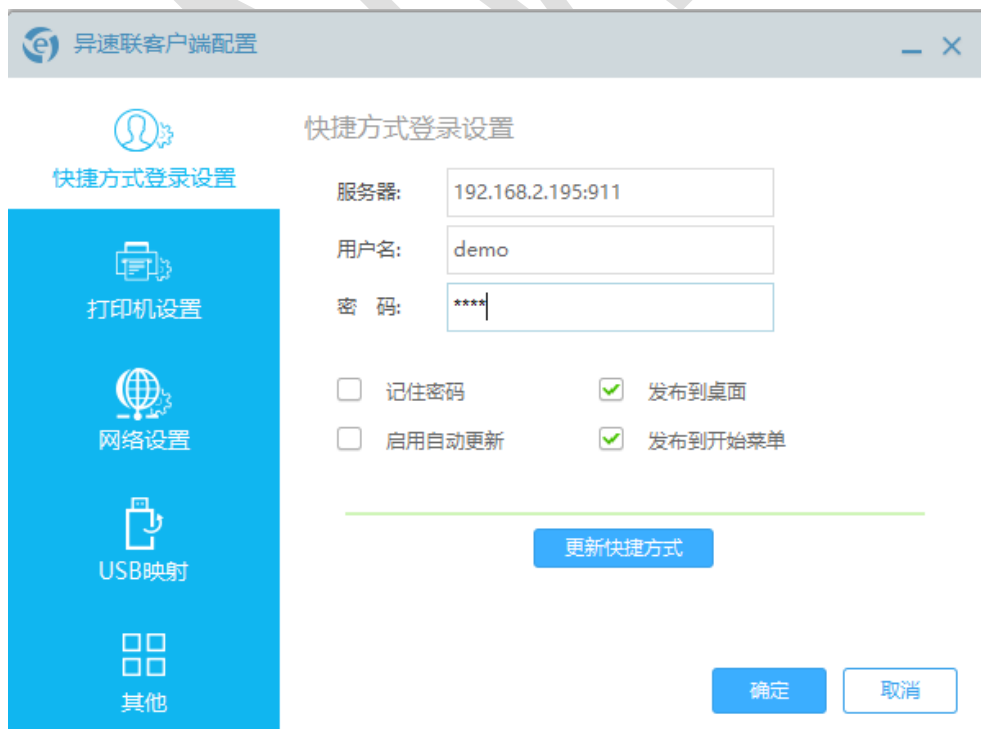 异速联客户端配置
快捷方式登录设置
快捷方式登录设置
服务器: 192.168.2.195:911
用户名: demo
密 码: ****
记住密码 发布到桌面
启用自动更新 发布到开始菜单
更新快捷方式
打印机设置
网络设置
USB映射
其他
确定 取消